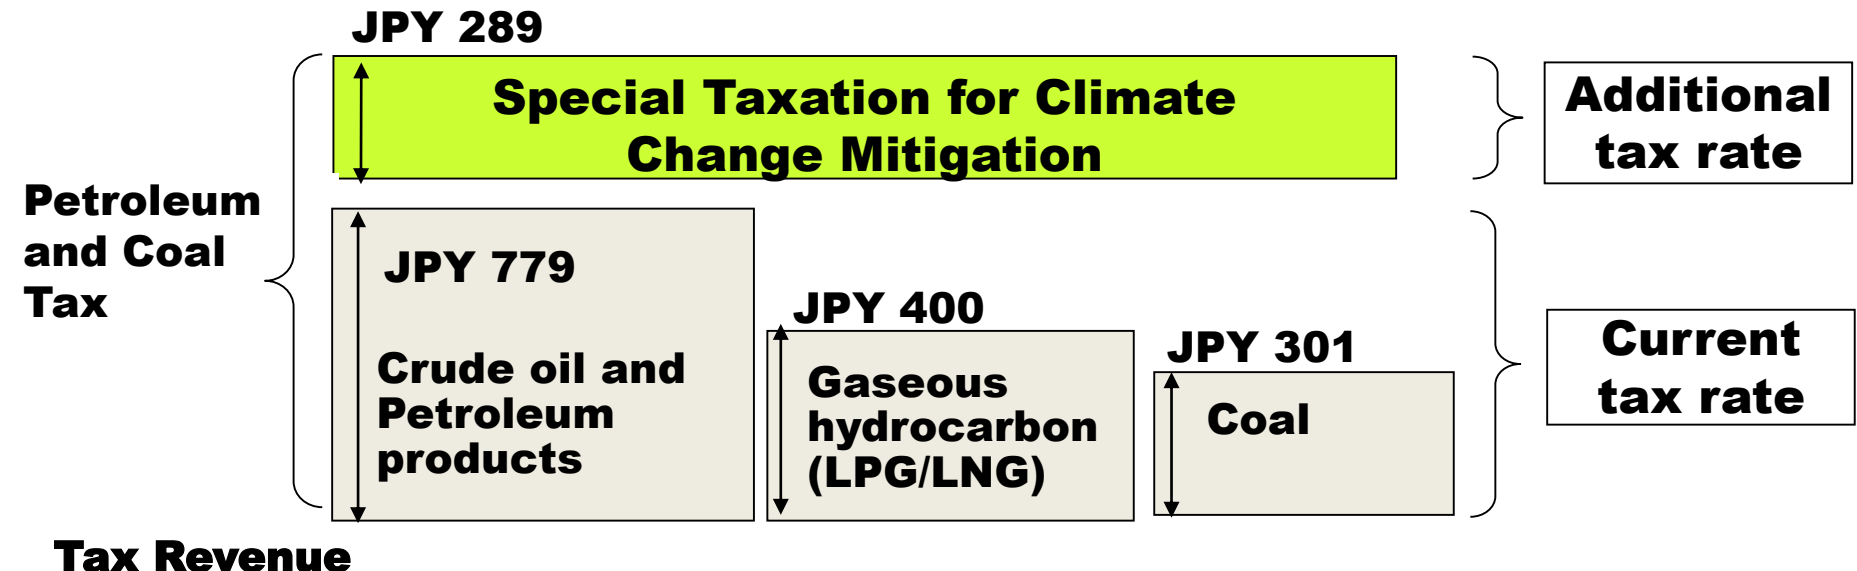 JPY 289
Special Taxation for Climate
Change Mitigation
Additional
tax rate
Petroleum
and Coal
Tax
JPY 779
Crude oil and
Petroleum
products
JPY 400
Gaseous
hydrocarbon
(LPG/LNG)
JPY 301
Coal
Current
tax rate
Tax Revenue